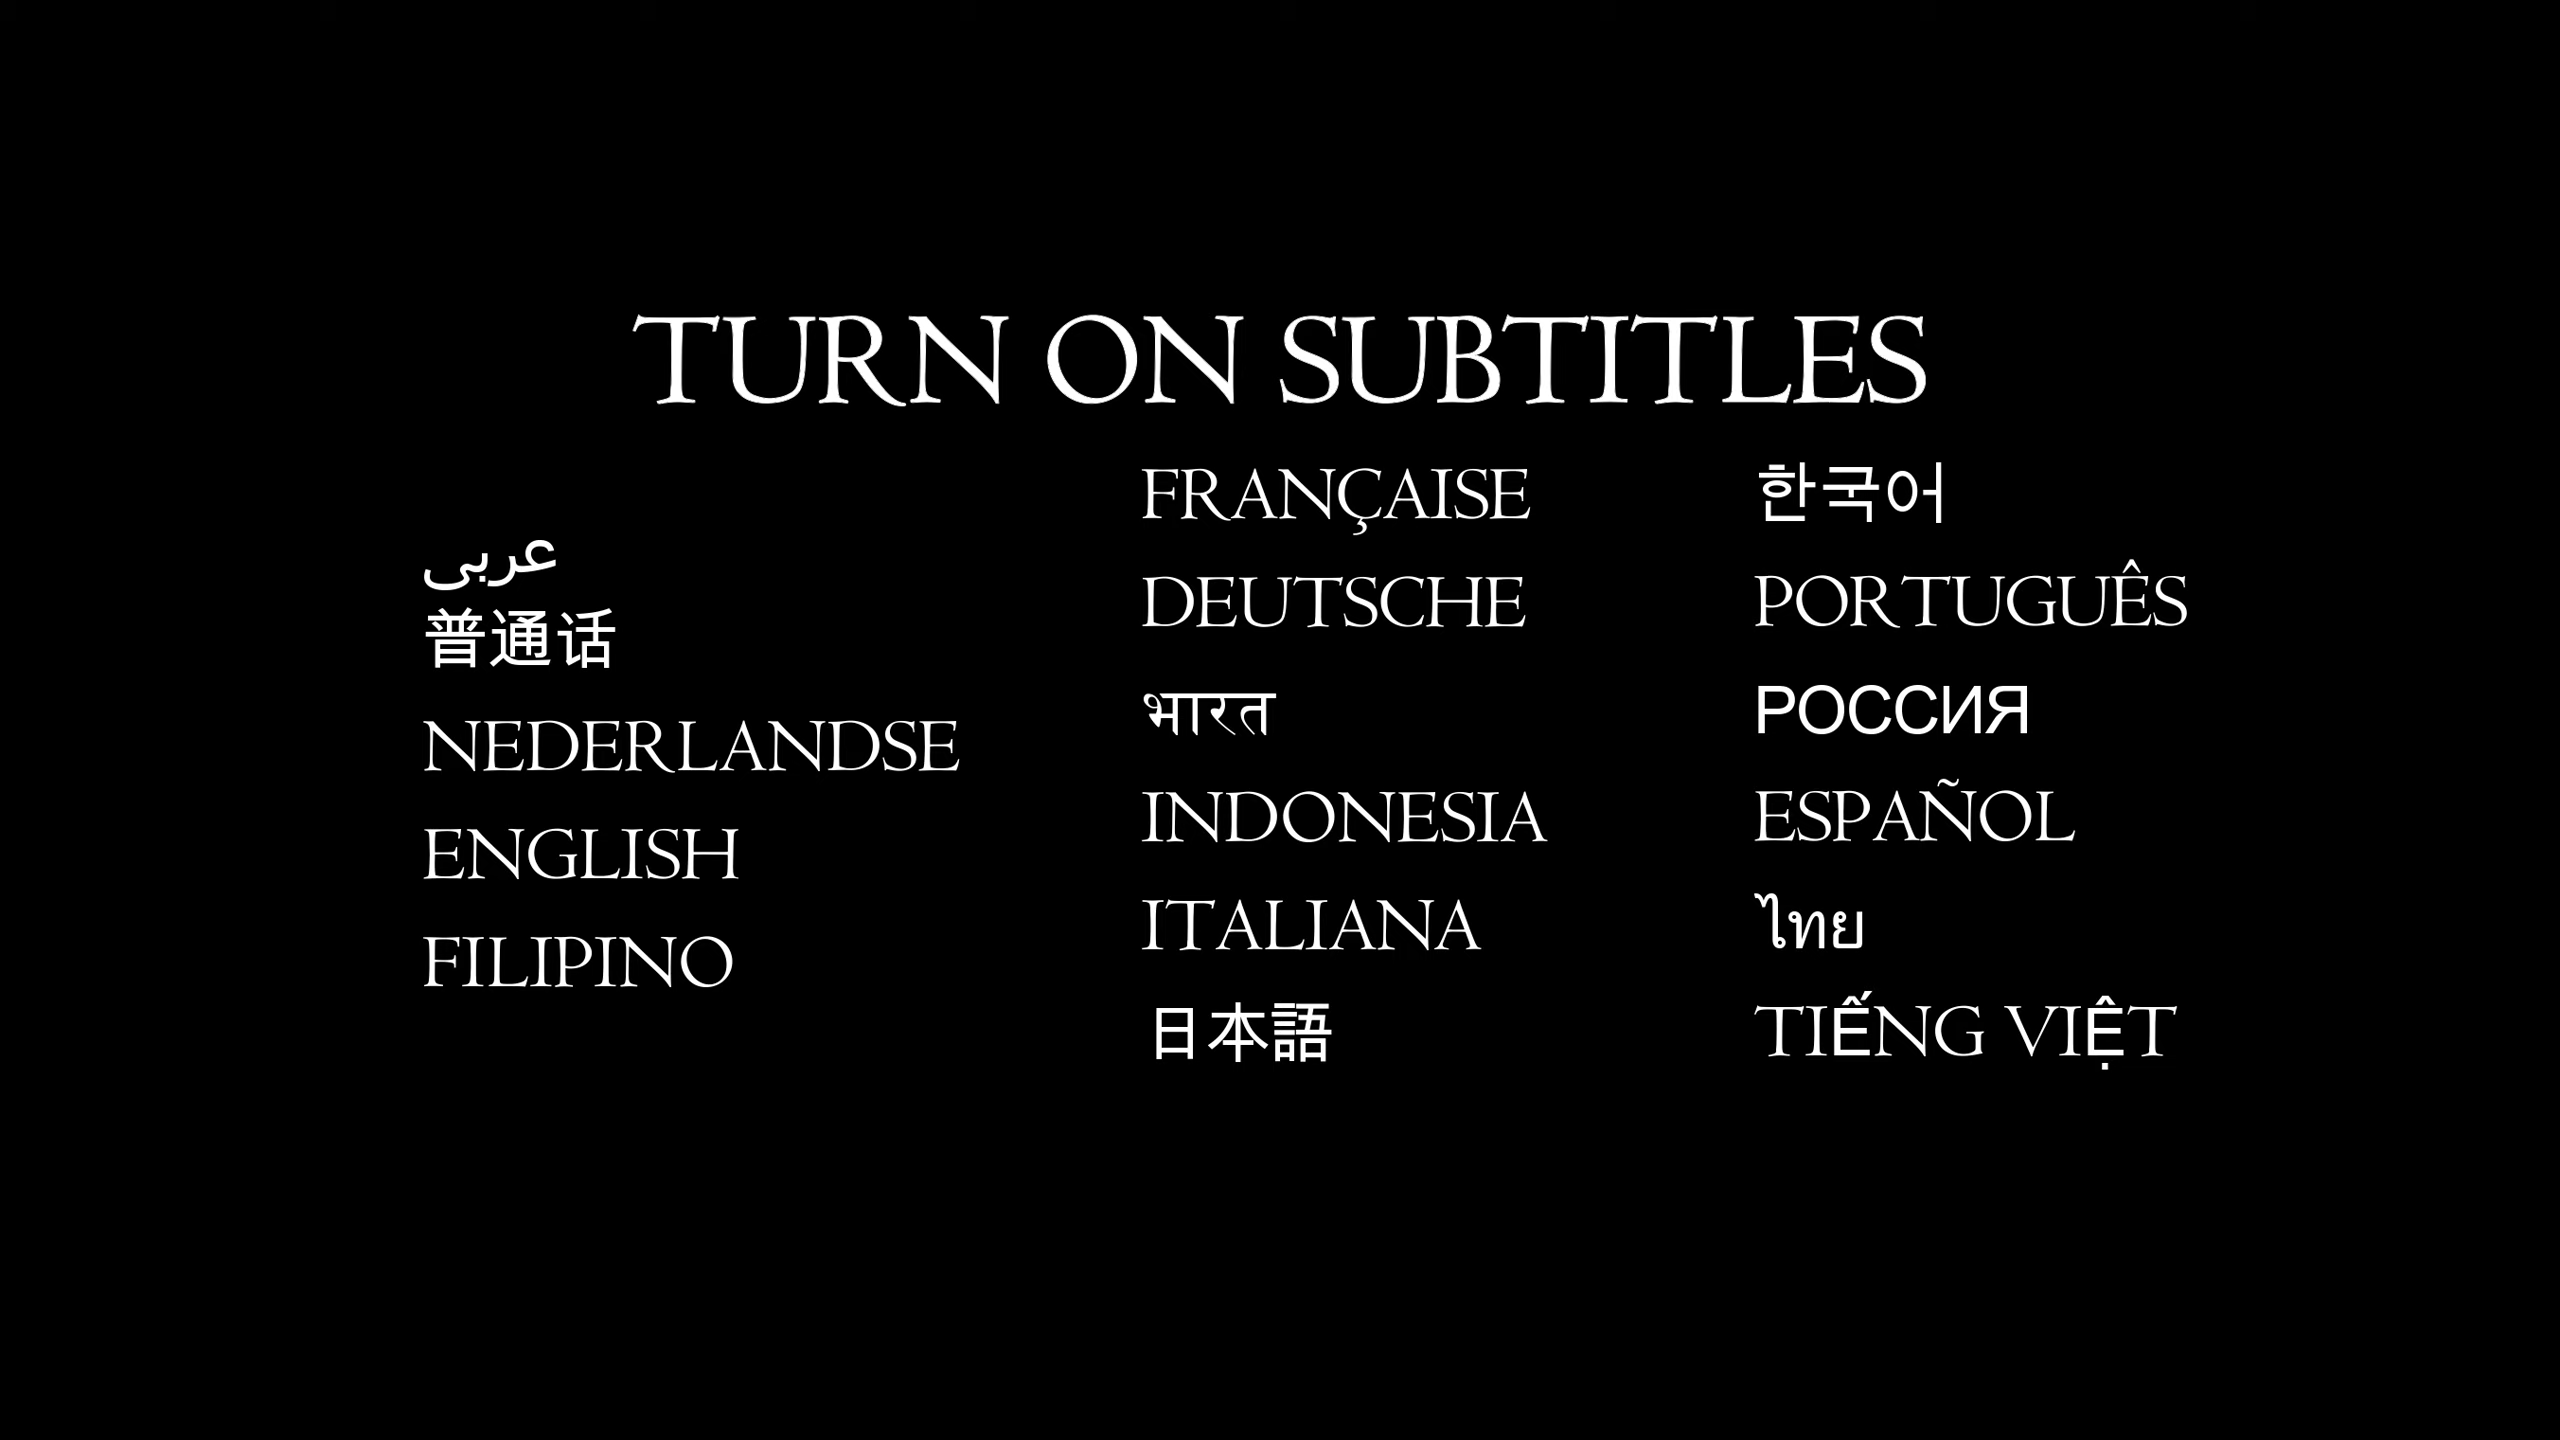 TURN ON SUBTITLES
عربى
普通话
NEDERLANDSE
ENGLISH
FILIPINO
FRANÇAISE
DEUTSCHE
भारत
INDONESIA
ITALIANA
日本語
한국어
PORTUGUÊS
РОССИЯ
ESPAÑOL
ไทย
TIẾNG VIỆT